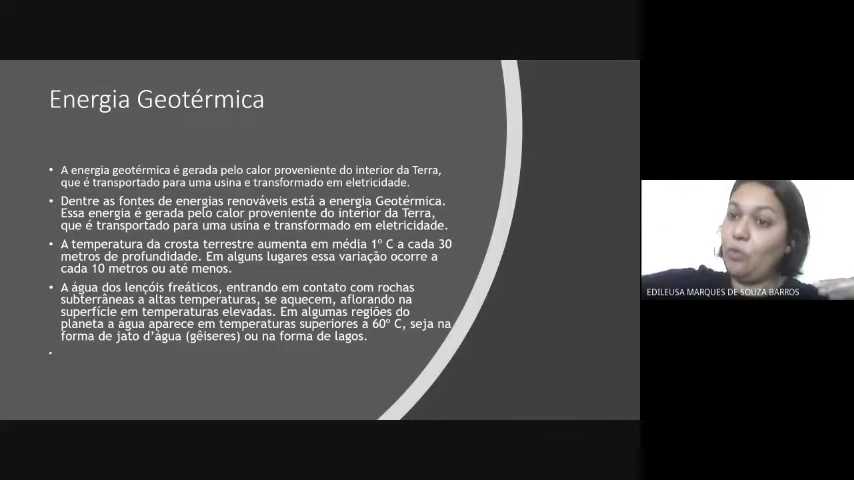 Energia Geotérmica
• A energia geotérmica é gerada pelo calor proveniente do interior da Terra,
que é transportado para uma usina e transformado em eletricidade.
• Dentre as fontes de energias renováveis está a energia Geotérmica.
Essa energia é gerada pelo calor proveniente do interior da Terra,
que é transportado para uma usina e transformado em eletricidade.
• A temperatura da crosta terrestre aumenta em média 1º C a cada 30
metros de profundidade. Em alguns lugares essa variação ocorre a
cada 10 metros ou até menos.
• A água dos lençóis freáticos, entrando em contato com rochas
subterrâneas a altas temperaturas, se aquecem, aflorando na
superfície em temperaturas elevadas. Em algumas regiões do
planeta a água aparece em temperaturas superiores a 60º C, seja na
forma de jato d'água (gêiseres) ou na forma de lagos.
•
EDILEUSA MARQUES DE SOUZA BARROS